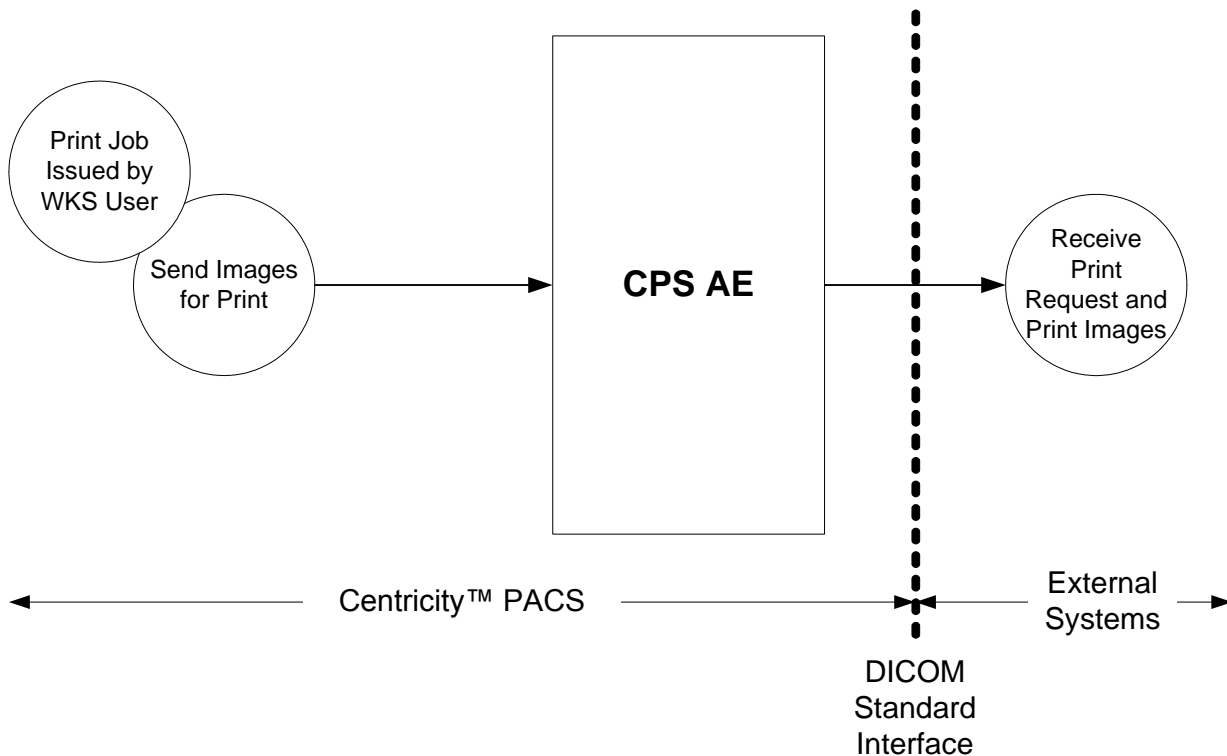 Print Job
Issued by
WKS User
Send Images
for Print
CPS AE
Receive
Print
Request and
Print Images
Centricity™ PACS
External
Systems
DICOM
Standard
Interface